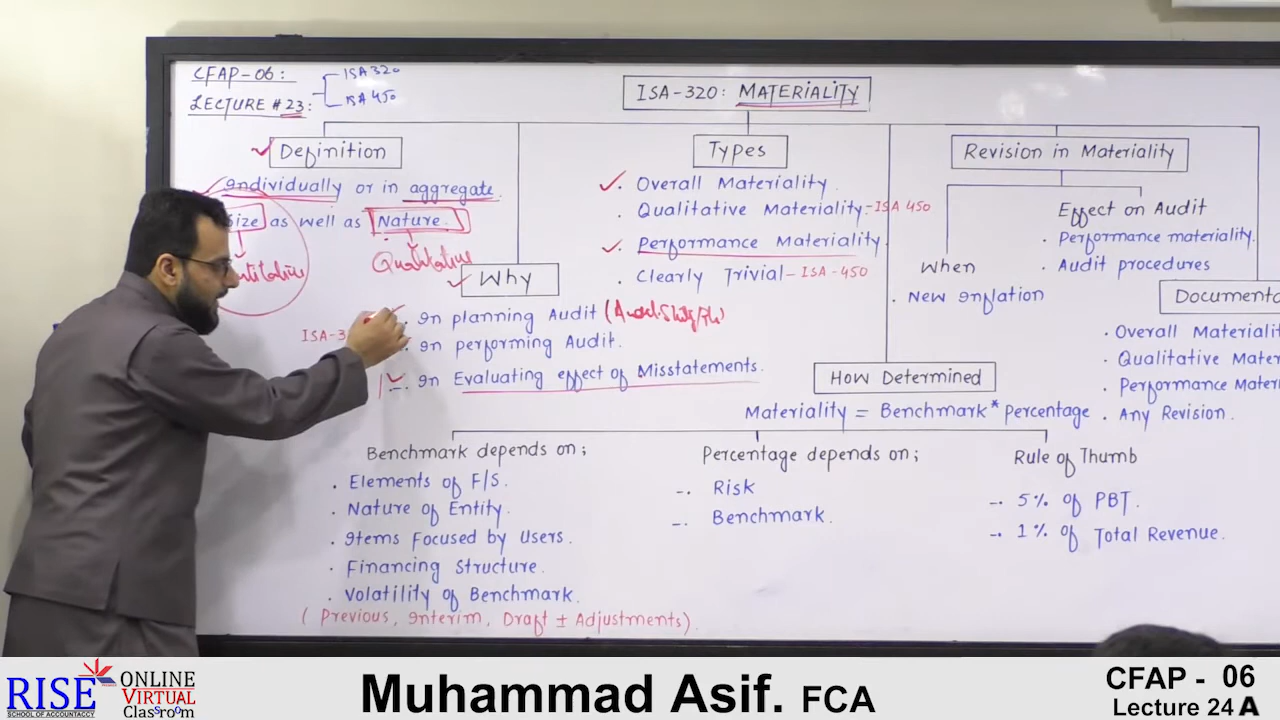 CFAP-06:
LECTURE #23:
ISA 320
ISA 450
ISA-320: MATERIALITY
Definition
Individually or in aggregate
Size as well as Nature.
Qualitative
Why
In planning Audit
In performing Audit.
In Evaluating effect of Misstatements.
Types
. Overall Materiality.
. Qualitative Materiality - ISA 450
. Performance Materiality
. Clearly Trivial - ISA-450
Revision in Materiality
When
. New Inflation
Effect on Audit
. Performance materiality.
. Audit procedures
. Overall
. Qualitative
. Performance
. Any Revision.
How Determined
Materiality = Benchmark * percentage
Benchmark depends on;
. Elements of F/S.
. Nature of Entity.
. Items Focused by Users.
. Financing Structure.
. Volatility of Benchmark.
( Previous, Interim, Draft ± Adjustments).
Percentage depends on;
-. Risk
-. Benchmark.
Rule of Thumb
-. 5% of PBT.
-. 1% of Total Revenue.
RISE
SCHOOL OF ACCOUNTANCY
ONLINE
VIRTUAL
Classroom
Muhammad Asif. FCA
CFAP - 06
Lecture 24 A